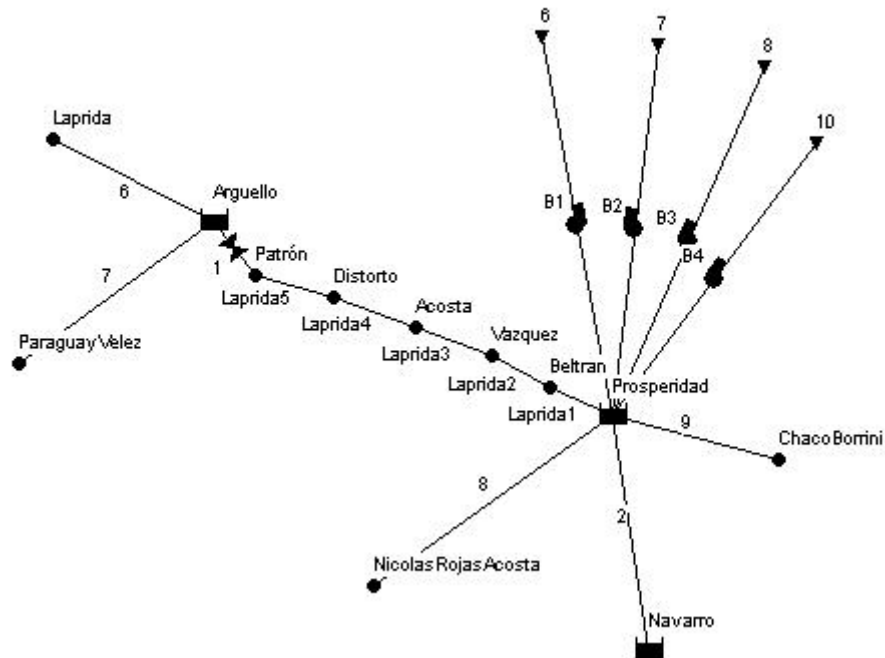 6
7
8
10
Laprida
6
Arguello
B1
B2
B3
B4
7
1
Patrón
Distorto
Laprida5
Laprida4
Acosta
Laprida3
Vazquez
Laprida2
Beltran
Laprida1
Prosperidad
Paraguay Velez
9
Chaco Borrini
8
2
Nicolas Rojas Acosta
Navarro